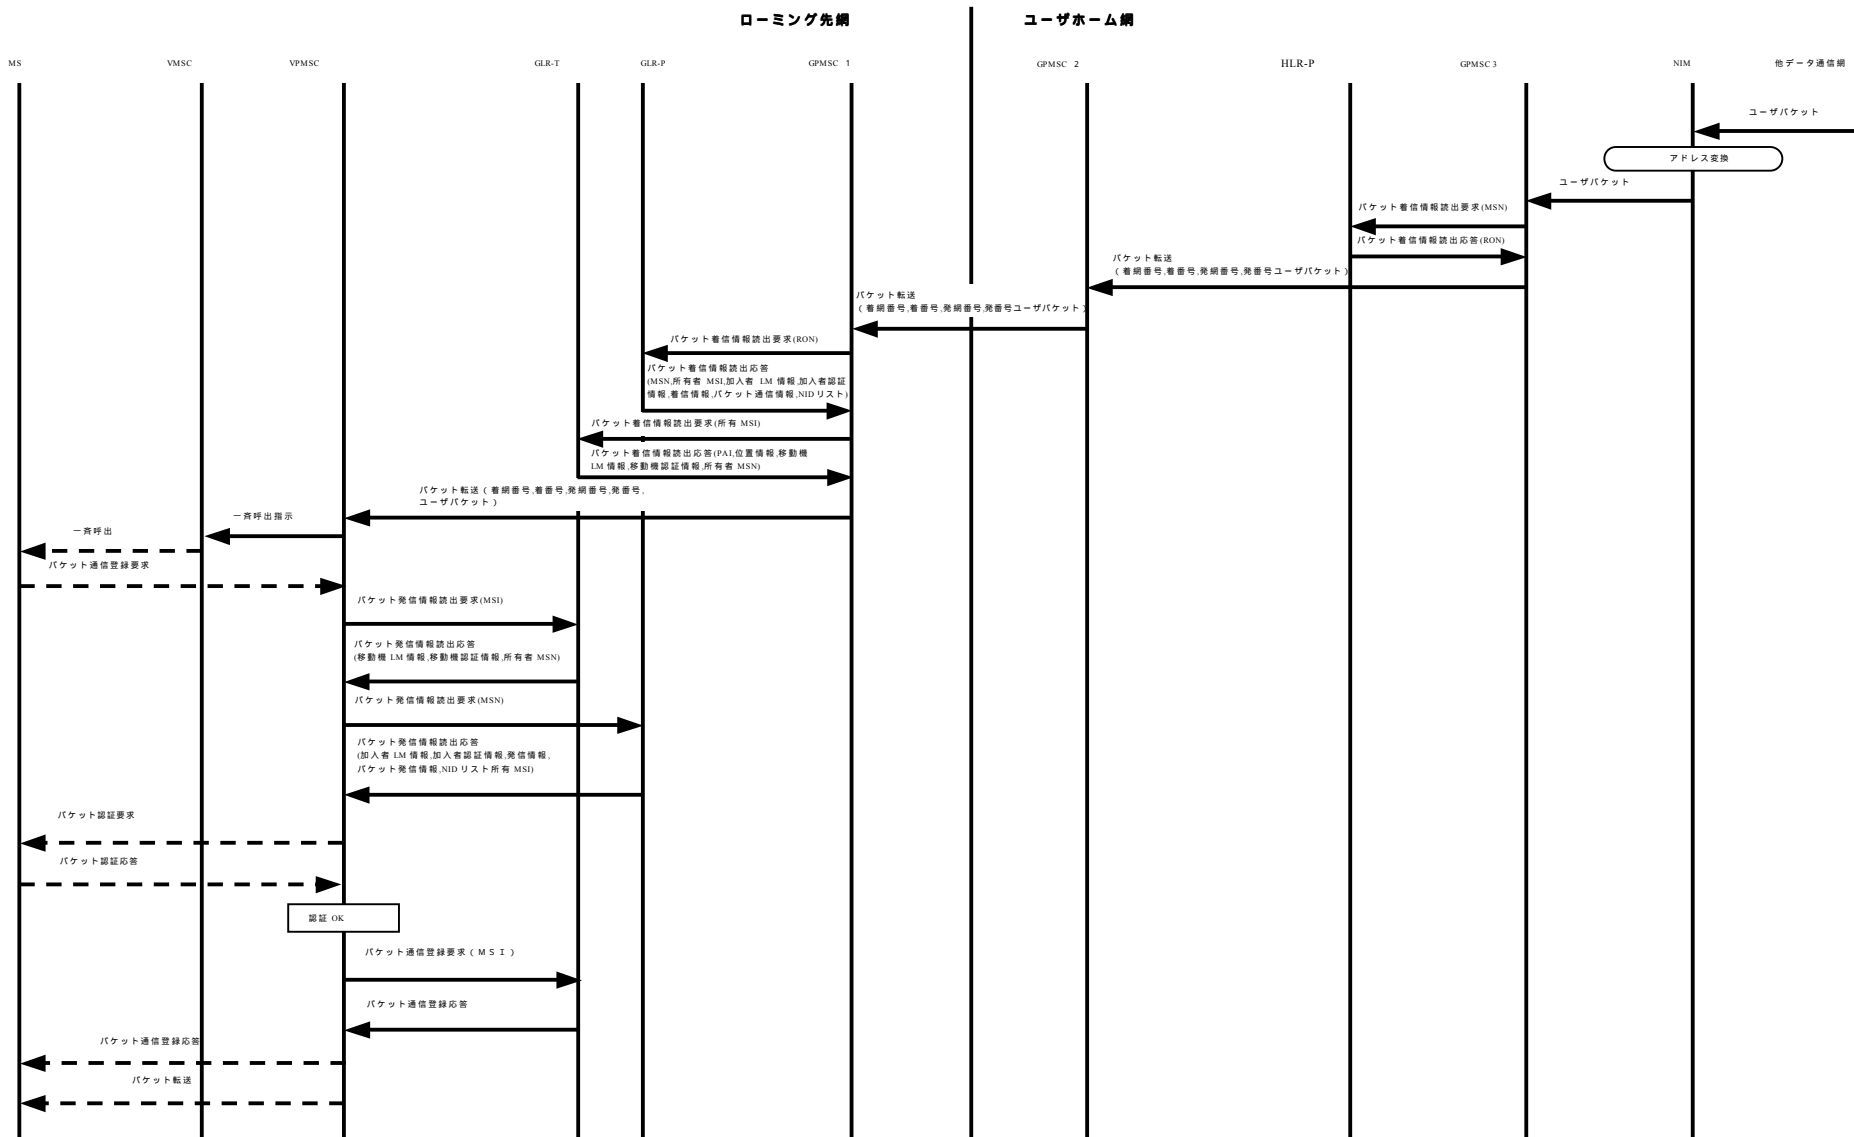 ローミング先網
ユーザホーム網
MS
VMSC
VPMSC
GLR-T
GLR-P
GPMSC 1
GPMSC 2
HLR-P
GPMSC 3
NIM
他データ通信網
ユーザパケット
アドレス変換
ユーザパケット
パケット着信情報読出要求(MSN)
パケット着信情報読出応答(RON)
パケット転送
(着網番号,着番号,発網番号,発番号ユーザパケット)
パケット転送
(着網番号,着番号,発網番号,発番号ユーザパケット)
パケット着信情報読出要求(RON)
パケット着信情報読出応答
(MSN,所有者 MSI,加入者 LM 情報,加入者認証
情報,着信情報,パケット通信情報,NID リスト)
パケット着信情報読出要求(所有 MSI)
パケット着信情報読出応答(PAI,位置情報,移動機
LM 情報,移動機認証情報,所有者 MSN)
パケット転送(着網番号,着番号,発網番号,発番号,
ユーザパケット)
一斉呼出指示
一斉呼出
パケット通信登録要求
パケット発信情報読出要求(MSI)
パケット発信情報読出応答
(移動機 LM 情報,移動機認証情報,所有者 MSN)
パケット発信情報読出要求(MSN)
パケット発信情報読出応答
(加入者 LM 情報,加入者認証情報,発信情報,
パケット発信情報,NID リスト所有 MSI)
パケット認証要求
パケット認証応答
認証 OK
パケット通信登録要求(MSI)
パケット通信登録応答
パケット通信登録応答
パケット転送